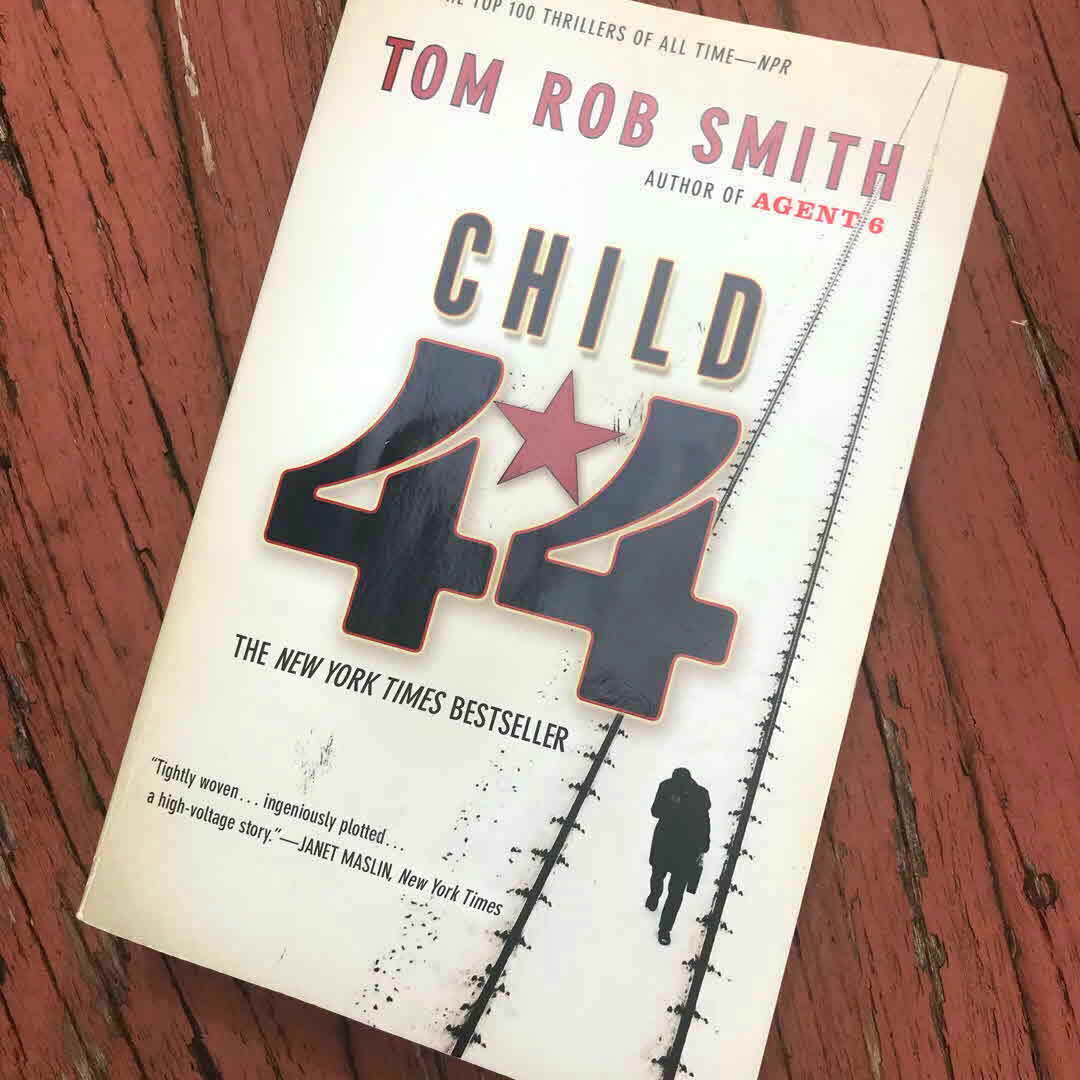 TOP 100 THRILLERS OF ALL TIME—NPR
TOM ROB SMITH
AUTHOR OF AGENT 6
CHILD
44
THE NEW YORK TIMES BESTSELLER
“Tightly woven... ingeniously plotted...
a high-voltage story.”—JANET MASLIN, New York Times